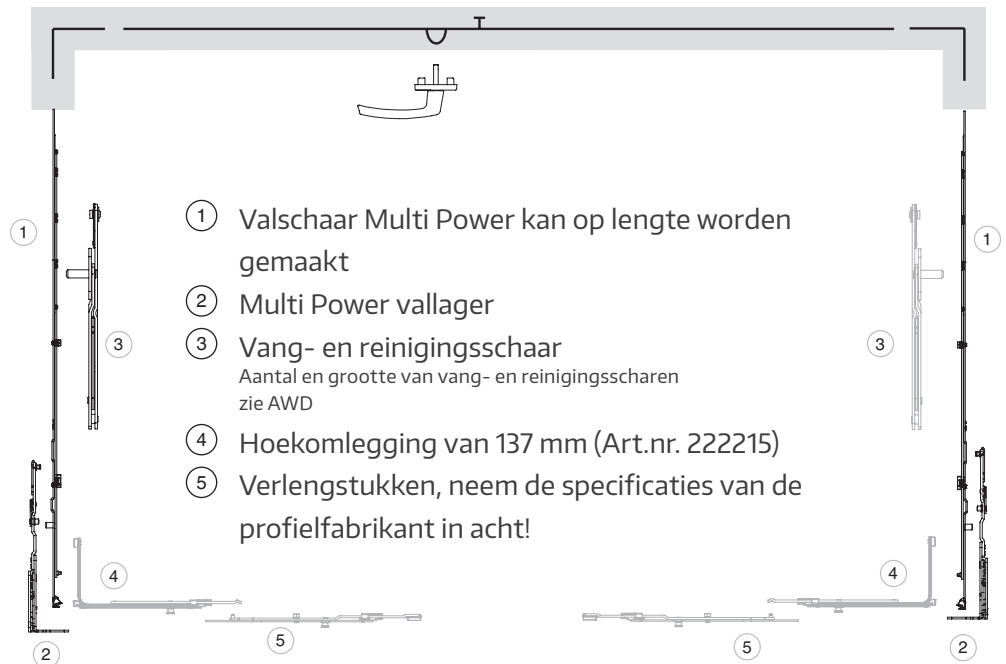 1 1
3 3
① Valschaar Multi Power kan op lengte worden
gemaakt
② Multi Power vallager
③ Vang- en reinigingsschaar
Aantal en grootte van vang- en reinigingsscharen
zie AWD
④ Hoekomlegging van 137 mm (Art.nr. 222215)
⑤ Verlengstukken, neem de specificaties van de
profielfabrikant in acht!
4 4
5 5
2 2